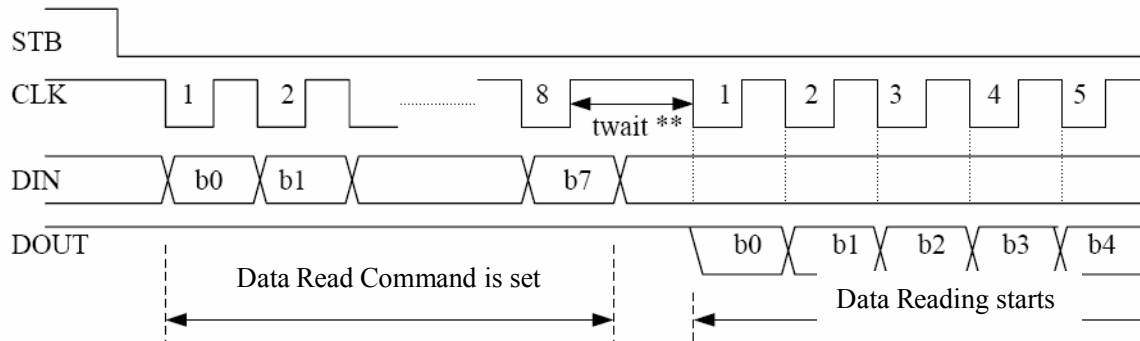 STB
CLK 1 2 8 1 2 3 4 5
twait **
DIN b0 b1 b7
DOUT b0 b1 b2 b3 b4
Data Read Command is set
Data Reading starts